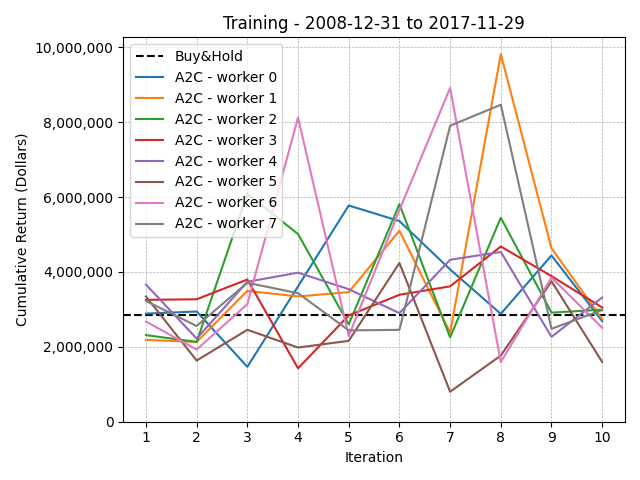 Training - 2008-12-31 to 2017-11-29
10,000,000
8,000,000
6,000,000
4,000,000
2,000,000
0
Cumulative Return (Dollars)
Buy&Hold
A2C - worker 0
A2C - worker 1
A2C - worker 2
A2C - worker 3
A2C - worker 4
A2C - worker 5
A2C - worker 6
A2C - worker 7
1 2 3 4 5 6 7 8 9 10
Iteration